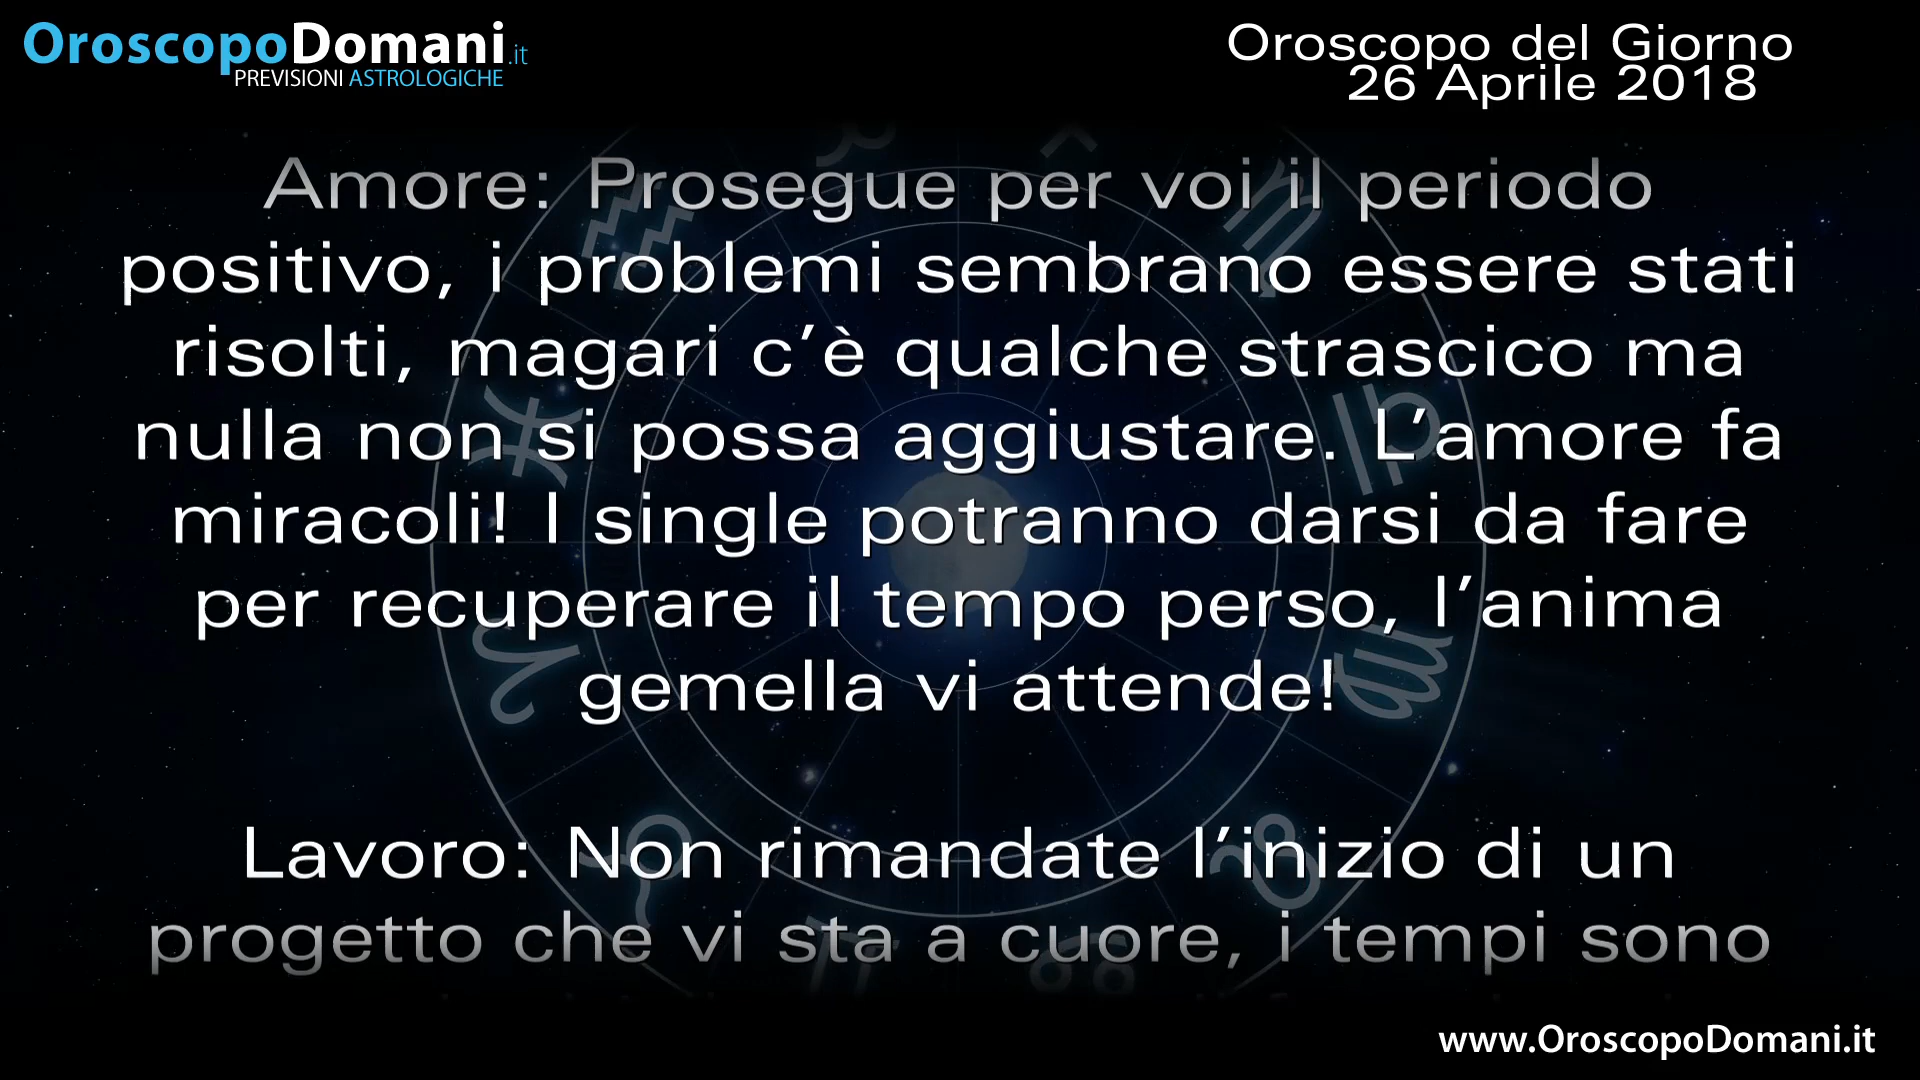 OroscopoDomani.it
PREVISIONI ASTROLOGICHE
Oroscopo del Giorno
26 Aprile 2018
Amore: Prosegue per voi il periodo
positivo, i problemi sembrano essere stati
risolti, magari c’è qualche strascico ma
nulla non si possa aggiustare. L’amore fa
miracoli! I single potranno darsi da fare
per recuperare il tempo perso, l’anima
gemella vi attende!
Lavoro: Non rimandate l’inizio di un
progetto che vi sta a cuore, i tempi sono
www.OroscopoDomani.it